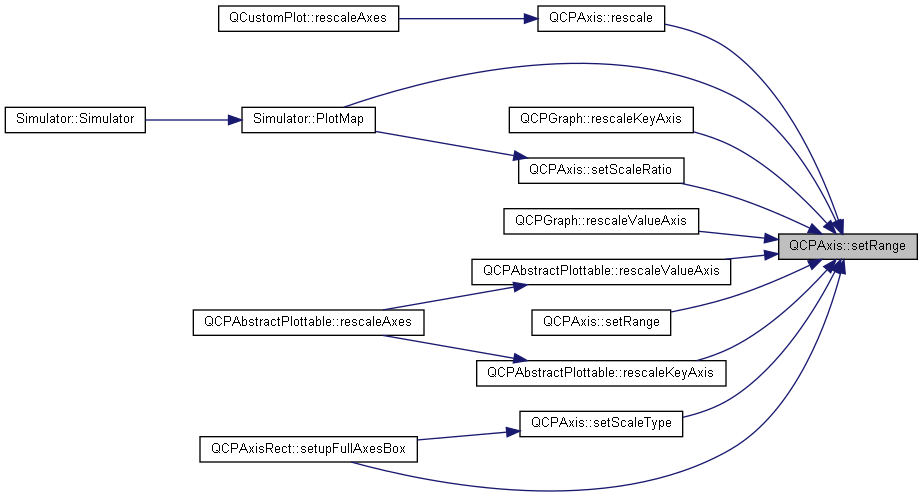 QCustomPlot::rescaleAxes
QCPAxis::rescale
Simulator::Simulator
Simulator::PlotMap
QCPGraph::rescaleKeyAxis
QCPAxis::setScaleRatio
QCPGraph::rescaleValueAxis
QCPAxis::setRange
QCPAbstractPlottable::rescaleValueAxis
QCPAbstractPlottable::rescaleAxes
QCPAxis::setRange
QCPAbstractPlottable::rescaleKeyAxis
QCPAxis::setScaleType
QCPAxisRect::setupFullAxesBox